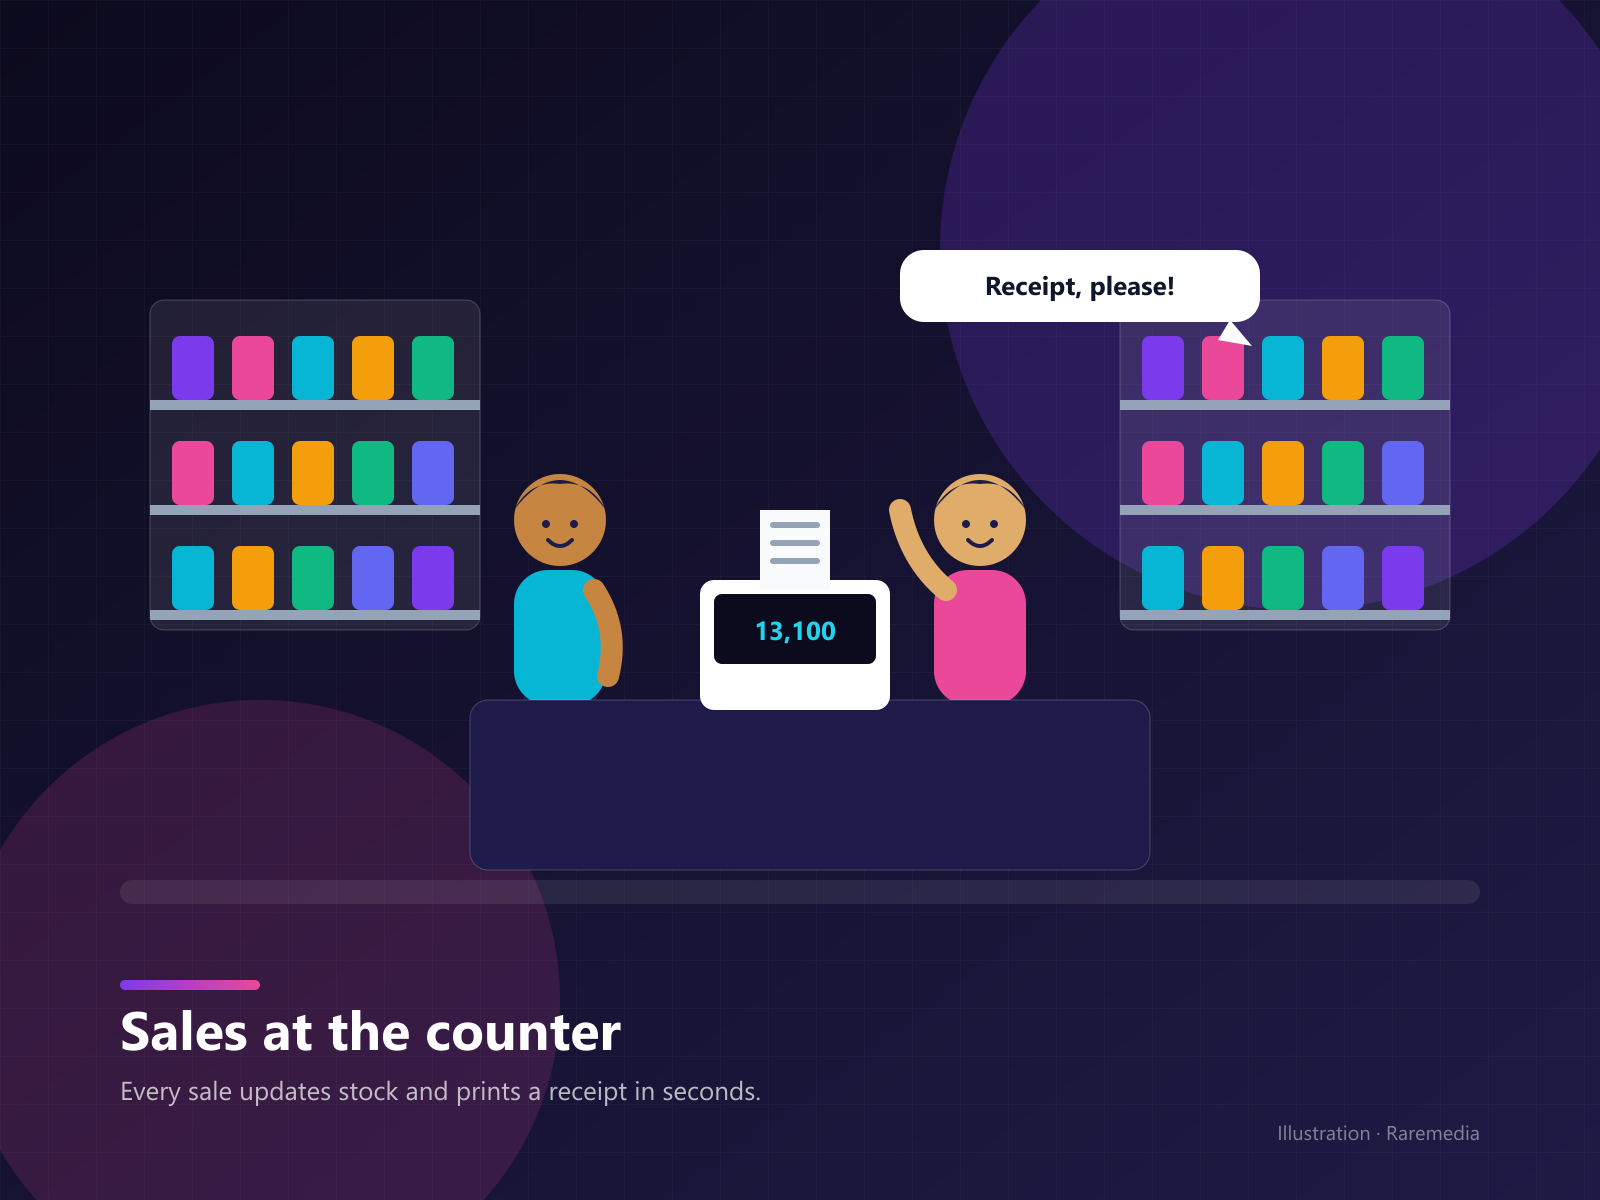 Receipt, please!
13,100
Sales at the counter
Every sale updates stock and prints a receipt in seconds.
Illustration · Raremedia